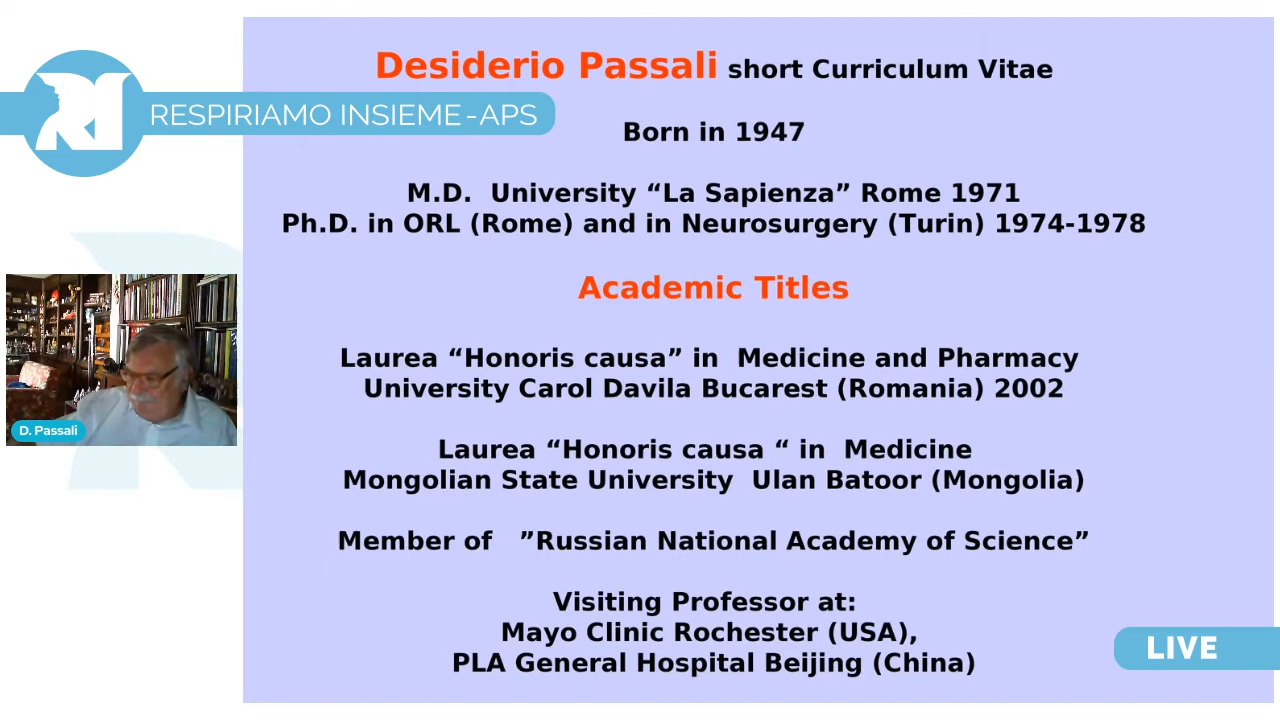 Desiderio Passali short Curriculum Vitae
RI RESPIRIAMO INSIEME-APS
Born in 1947
M.D.  University “La Sapienza” Rome 1971
Ph.D. in ORL (Rome) and in Neurosurgery (Turin) 1974-1978
Academic Titles
Laurea “Honoris causa” in  Medicine and Pharmacy
University Carol Davila Bucarest (Romania) 2002
D. Passali
Laurea “Honoris causa “ in  Medicine
Mongolian State University  Ulan Batoor (Mongolia)
Member of   ”Russian National Academy of Science”
Visiting Professor at:
Mayo Clinic Rochester (USA),
PLA General Hospital Beijing (China)
LIVE